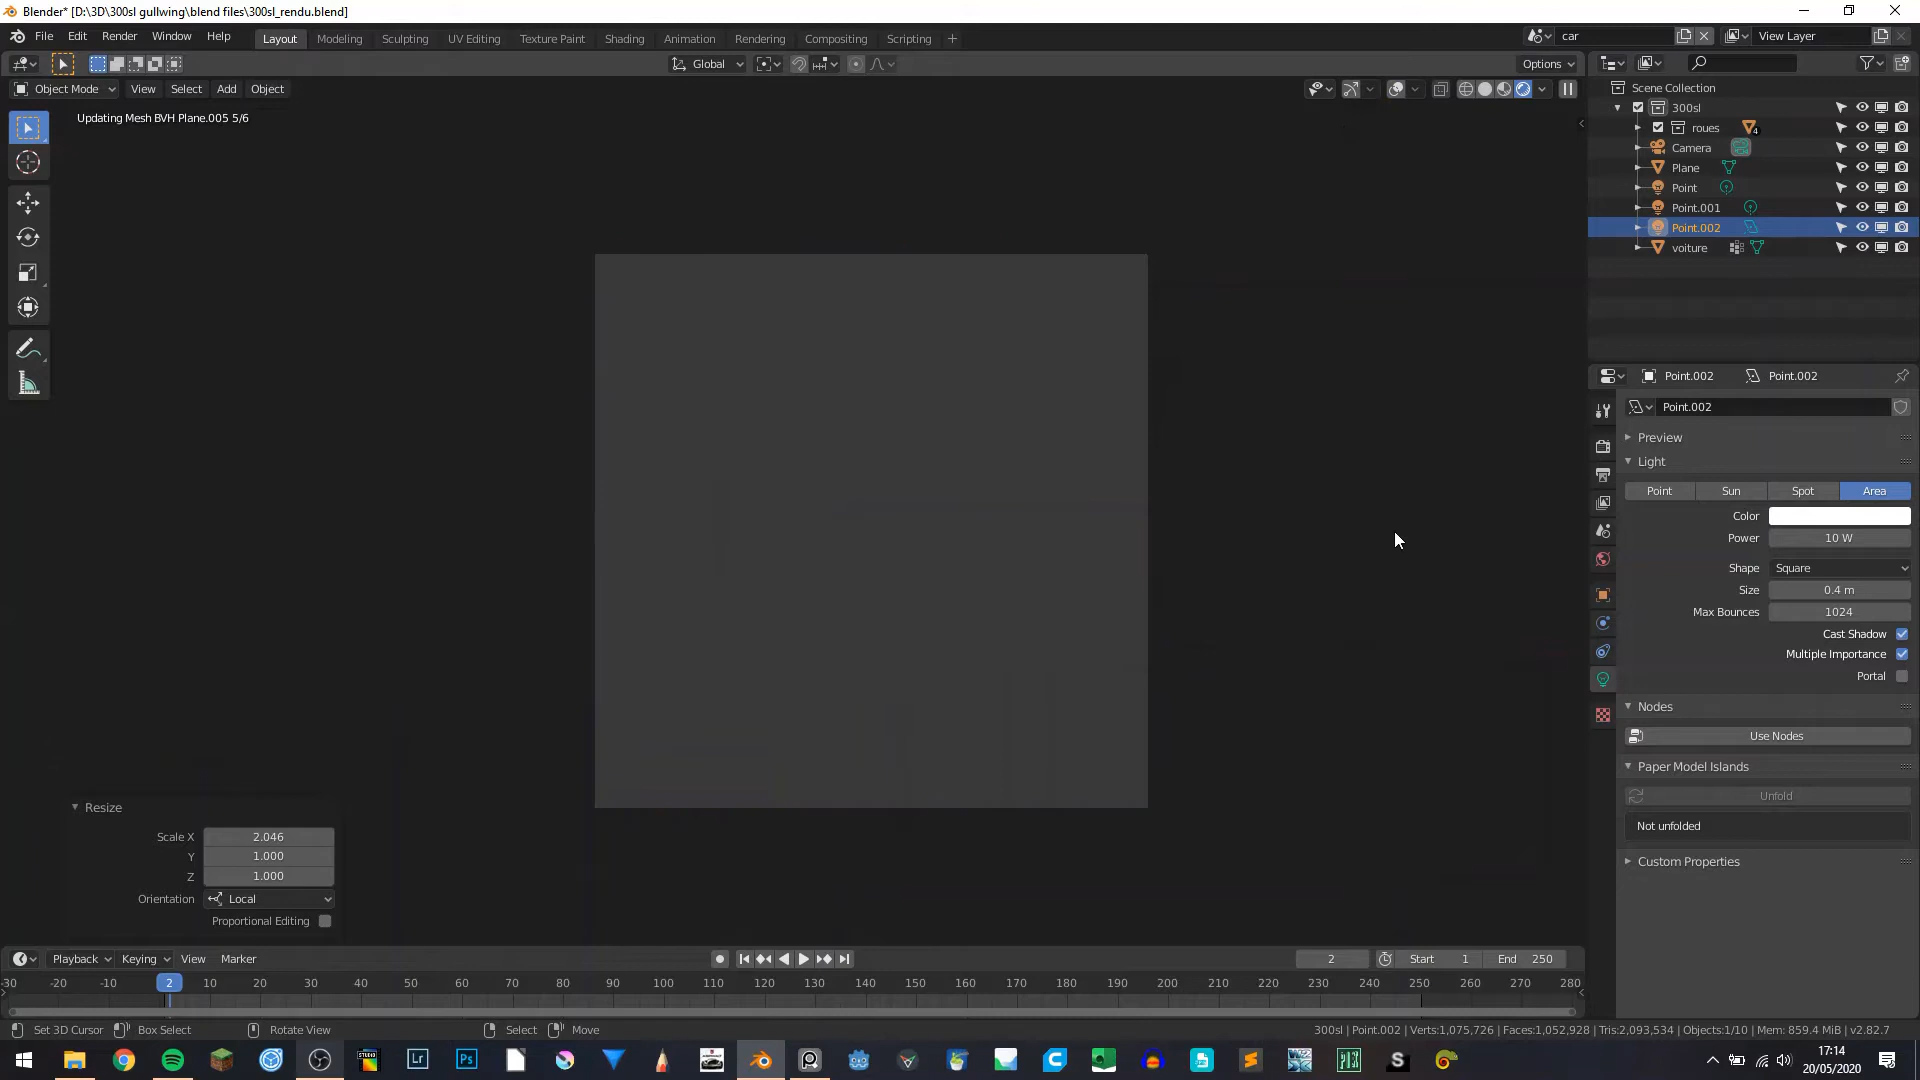 Blender* [D:\3D\300sl gullwing\blend files\300sl_rendu.blend]
File Edit Render Window Help
Layout Modeling Sculpting UV Editing Texture Paint Shading Animation Rendering Compositing Scripting +
car
View Layer
Global
Options
Object Mode View Select Add Object
Updating Mesh BVH Plane.005 5/6
Scene Collection
300sl
roues 4
Camera
Plane
Point
Point.001
Point.002
voiture
Point.002 Point.002
Point.002
Preview
Light
Point Sun Spot Area
Color
Power 10 W
Shape Square
Size 0.4 m
Max Bounces 1024
Cast Shadow
Multiple Importance
Portal
Nodes
Use Nodes
Paper Model Islands
Unfold
Not unfolded
Custom Properties
Resize
Scale X 2.046
Y 1.000
Z 1.000
Orientation Local
Proportional Editing
Playback Keying View Marker
2 Start 1 End 250
-30 -20 -10 2 10 20 30 40 50 60 70 80 90 100 110 120 130 140 150 160 170 180 190 200 210 220 230 240 250 260 270 280
Set 3D Cursor Box Select Rotate View Select Move
300sl | Point.002 | Verts:1,075,726 | Faces:1,052,928 | Tris:2,093,534 | Objects:1/10 | Mem: 859.4 MiB | v2.82.7
STUDIO Lr Ps S
17:14
20/05/2020